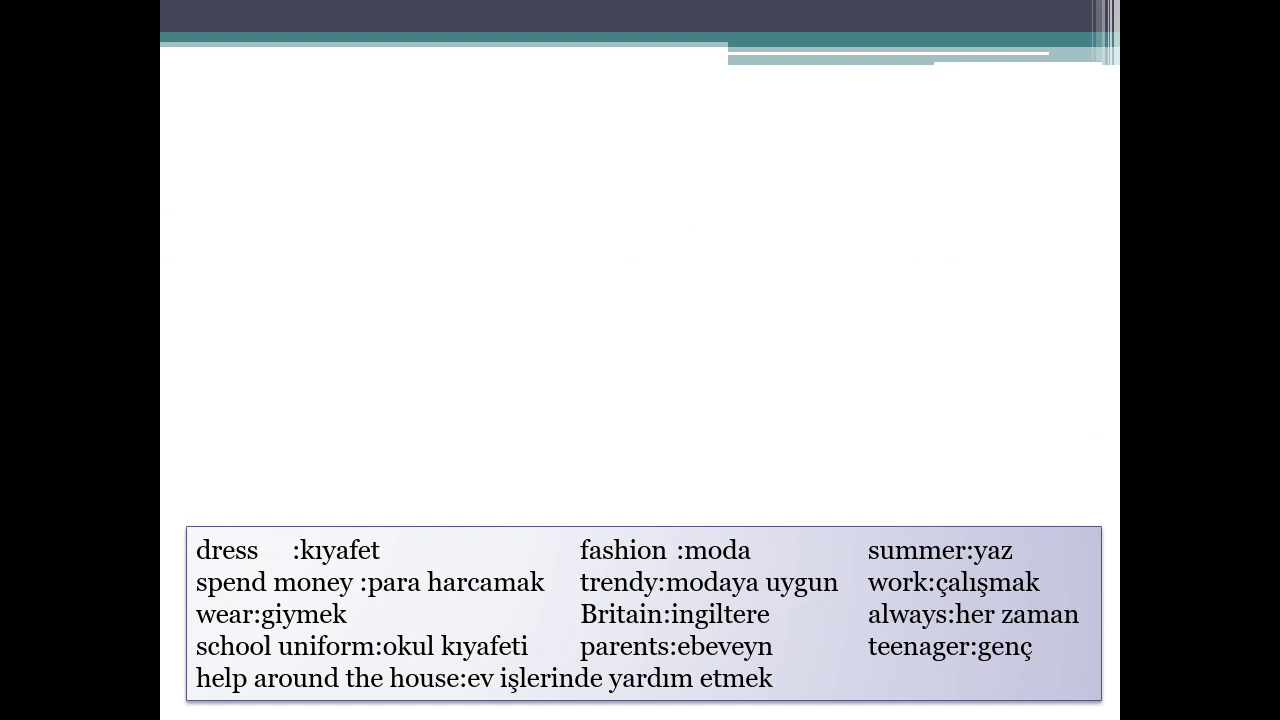 dress :kıyafet fashion :moda summer:yaz
spend money :para harcamak trendy:modaya uygun work:çalışmak
wear:giymek Britain:ingiltere always:her zaman
school uniform:okul kıyafeti parents:ebeveyn teenager:genç
help around the house:ev işlerinde yardım etmek